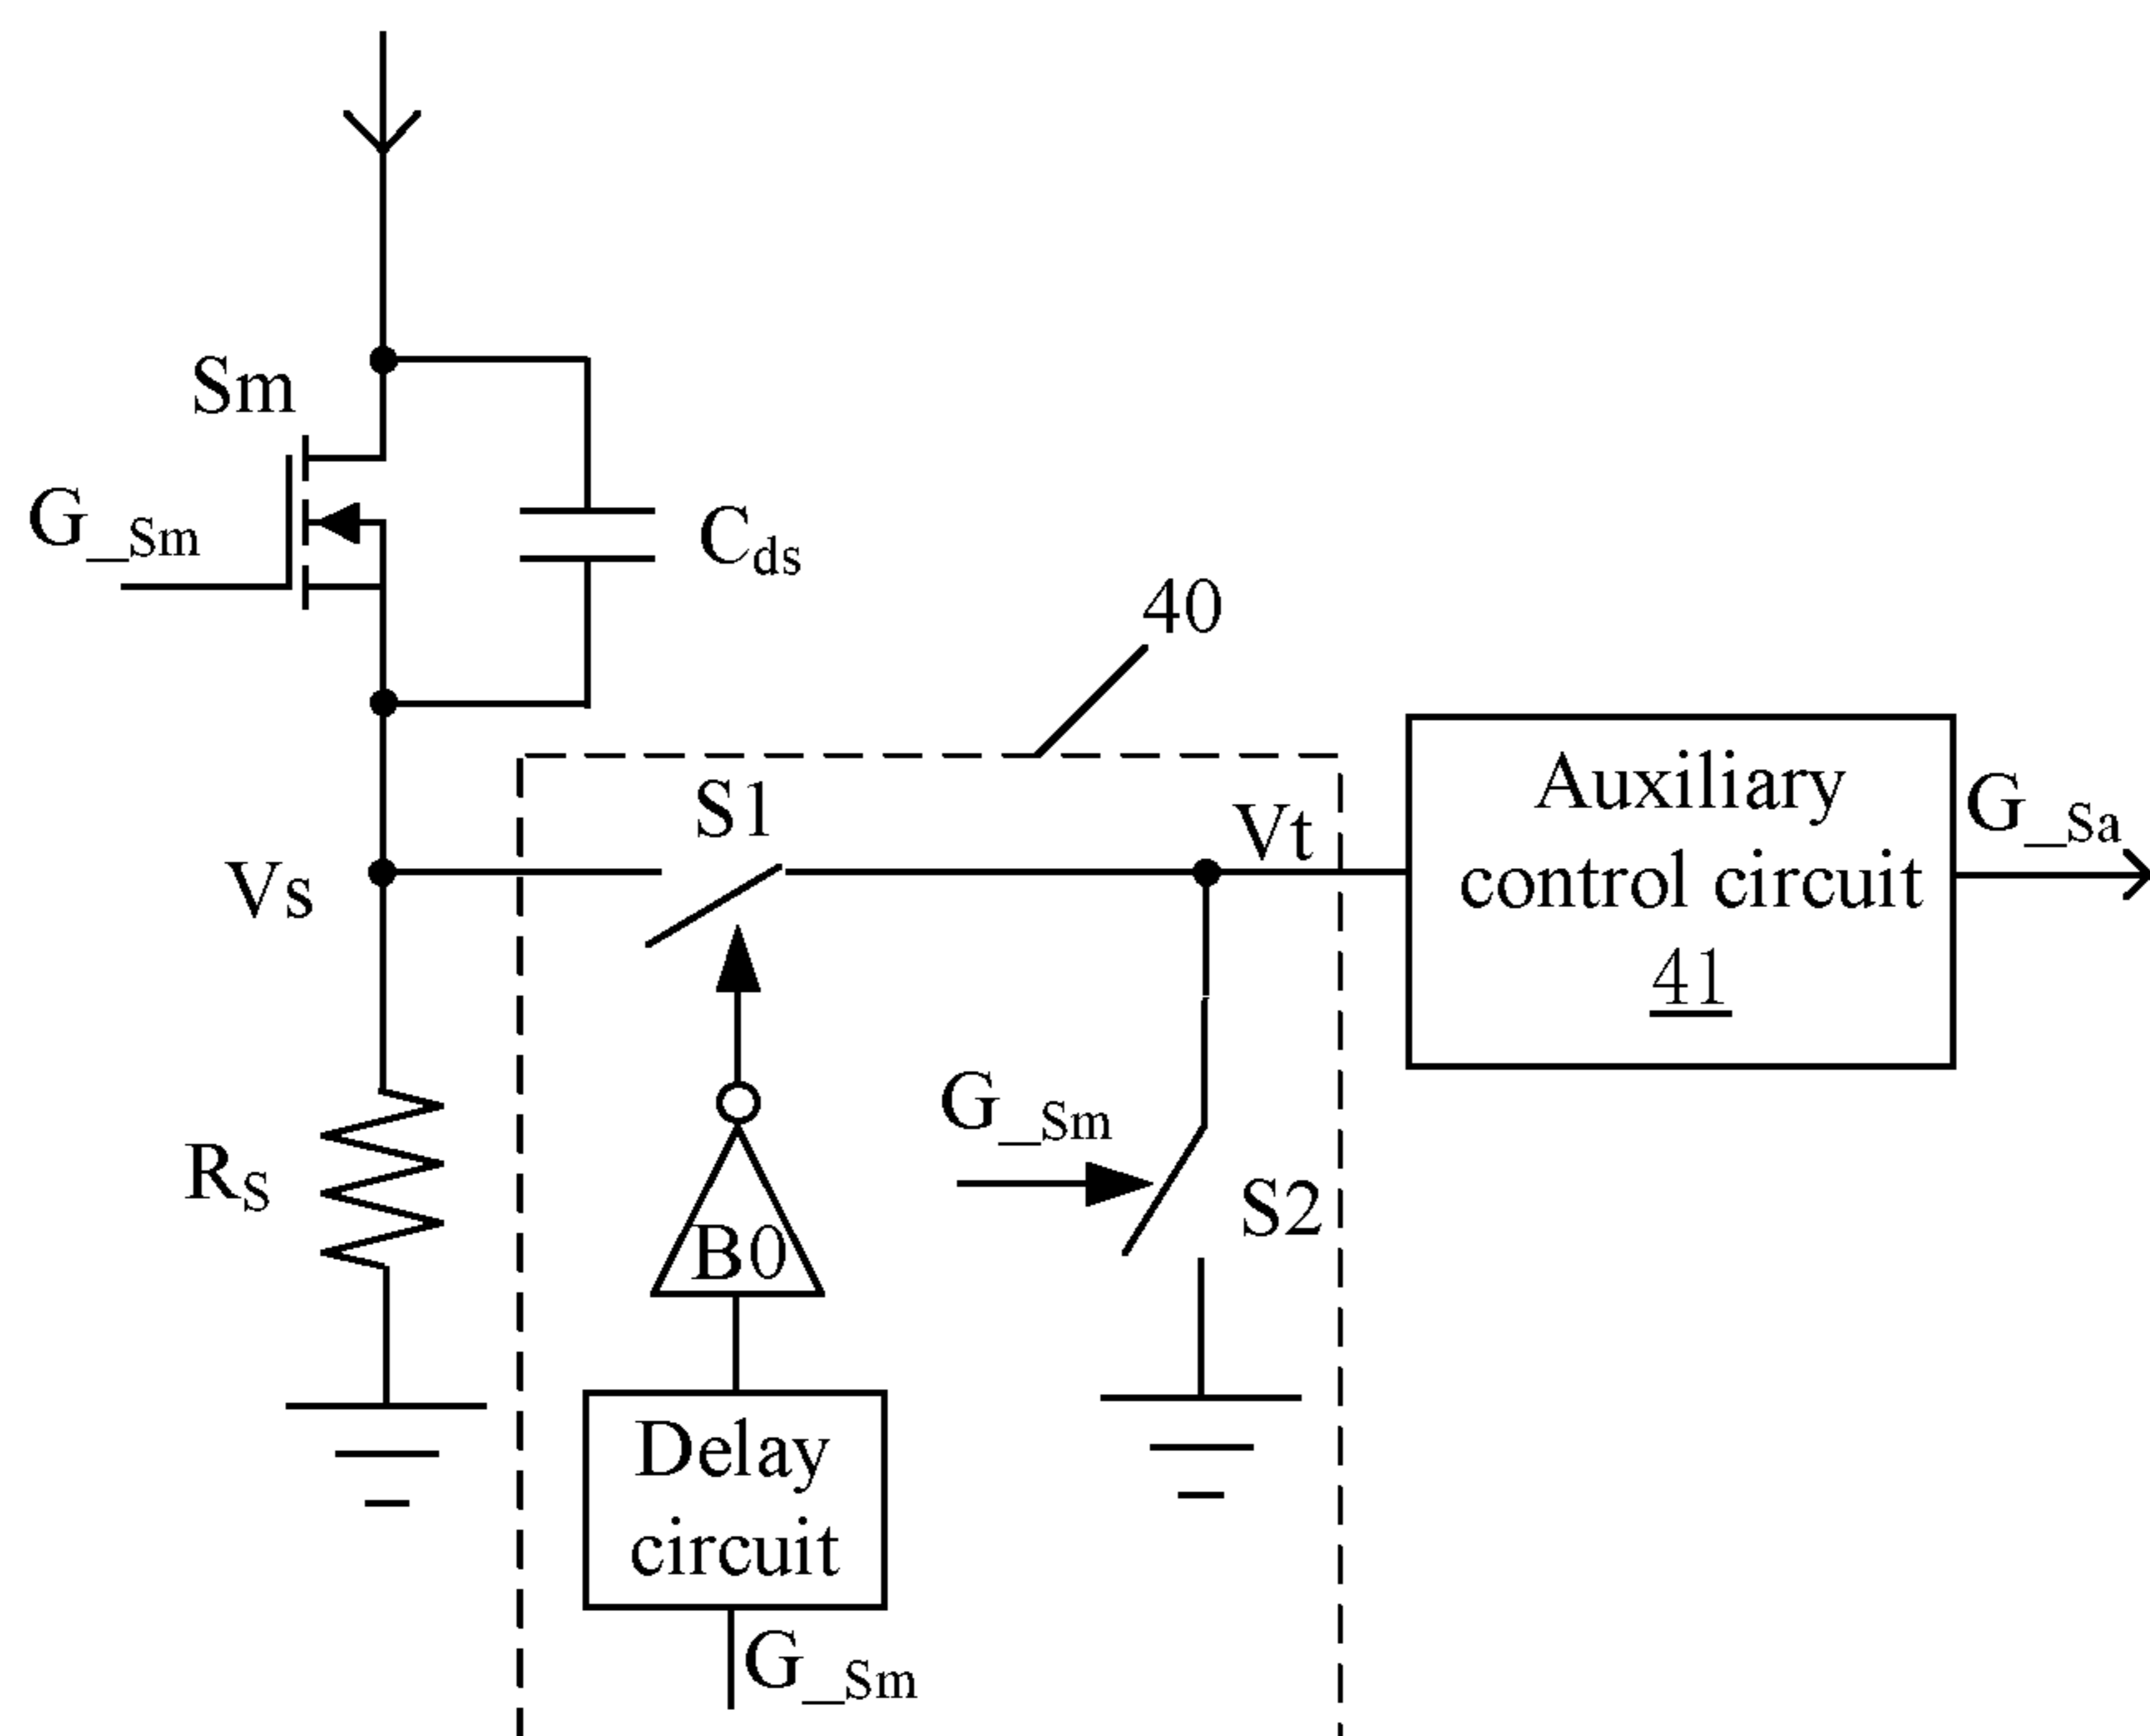 Sm
G_Sm
Cds
40
S1
Vt
Auxiliary
control circuit
41
G_Sa
Vs
G_Sm
RS
S2
B0
Delay
circuit
G_Sm